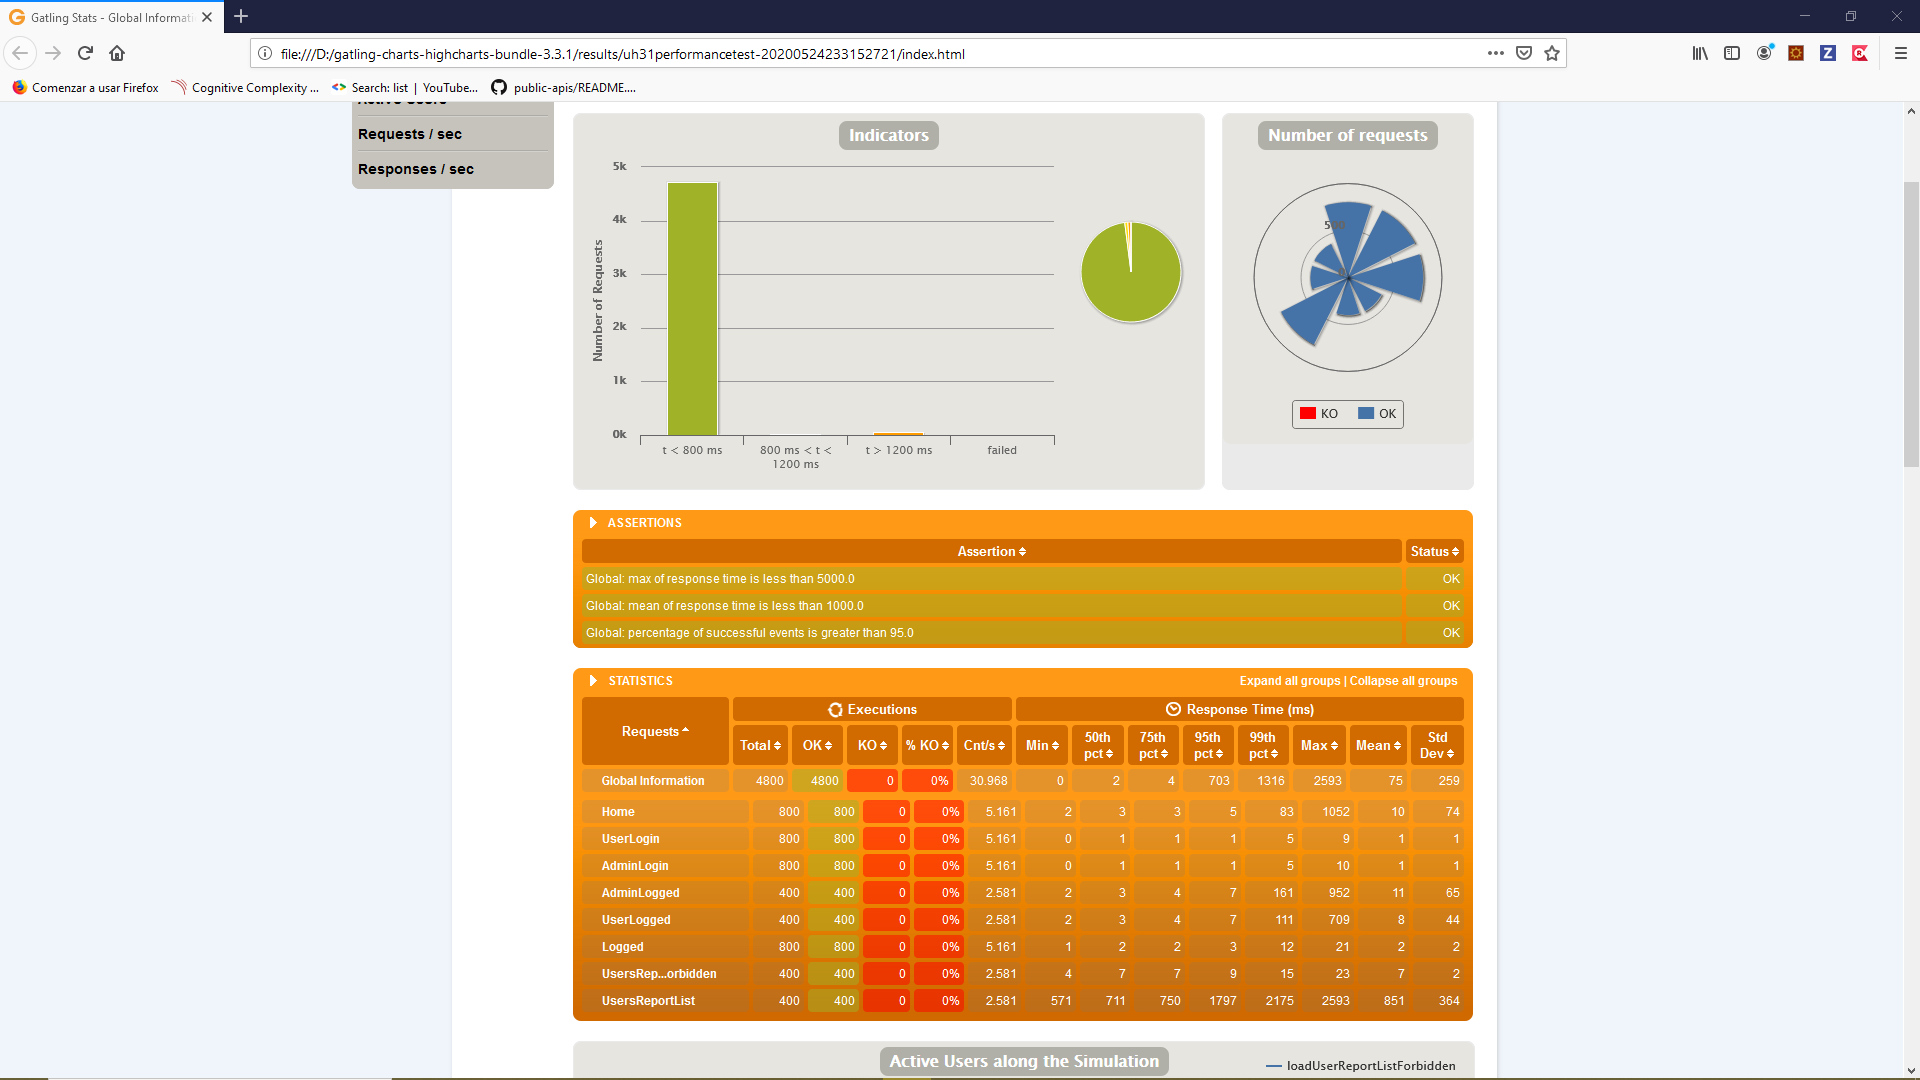 Gatling Stats - Global Informati
file:///D:/gatling-charts-highcharts-bundle-3.3.1/results/uh31performancetest-20200524233152721/index.html
Comenzar a usar Firefox
Cognitive Complexity ...
Search: list | YouTube...
public-apis/README....
Active Users
Requests / sec
Responses / sec
Indicators
5k
4k
3k
2k
1k
0k
Number of Requests
t < 800 ms
800 ms < t < 1200 ms
t > 1200 ms
failed
Number of requests
KO OK
ASSERTIONS
Assertion Status
Global: max of response time is less than 5000.0 OK
Global: mean of response time is less than 1000.0 OK
Global: percentage of successful events is greater than 95.0 OK
STATISTICS Expand all groups | Collapse all groups
Requests Executions Response Time (ms)
Total OK KO % KO Cnt/s Min 50th pct 75th pct 95th pct 99th pct Max Mean Std Dev
Global Information 4800 4800 0 0% 30.968 0 2 4 703 1316 2593 75 259
Home 800 800 0 0% 5.161 2 3 3 5 83 1052 10 74
UserLogin 800 800 0 0% 5.161 0 1 1 1 5 9 1 1
AdminLogin 800 800 0 0% 5.161 0 1 1 1 5 10 1 1
AdminLogged 400 400 0 0% 2.581 2 3 4 7 161 952 11 65
UserLogged 400 400 0 0% 2.581 2 3 4 7 111 709 8 44
Logged 800 800 0 0% 5.161 1 2 2 3 12 21 2 2
UsersRep...orbidden 400 400 0 0% 2.581 4 7 7 9 15 23 7 2
UsersReportList 400 400 0 0% 2.581 571 711 750 1797 2175 2593 851 364
Active Users along the Simulation
loadUserReportListForbidden